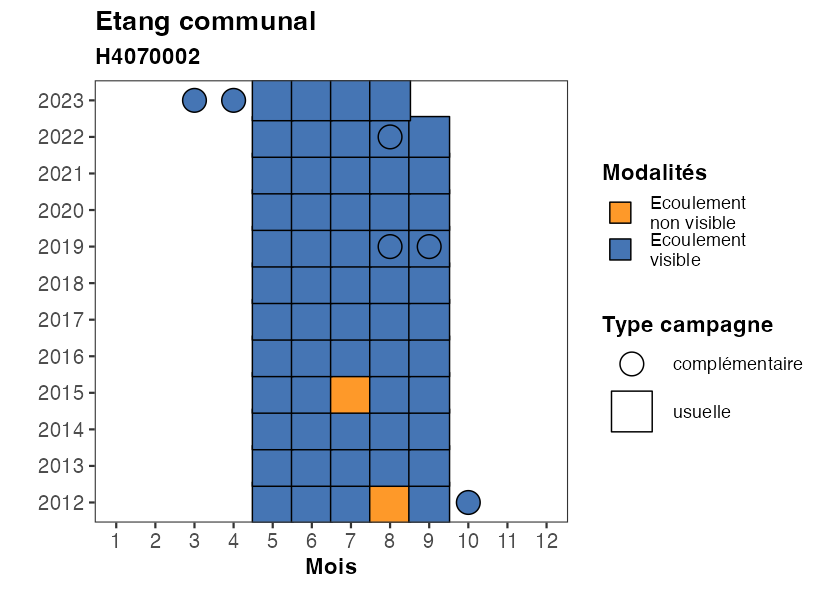 Etang communal
H4070002
2023
2022
2021
2020
2019
2018
2017
2016
2015
2014
2013
2012
1 2 3 4 5 6 7 8 9 10 11 12
Mois
Modalités
Ecoulement
non visible
Ecoulement
visible
Type campagne
complémentaire
usuelle